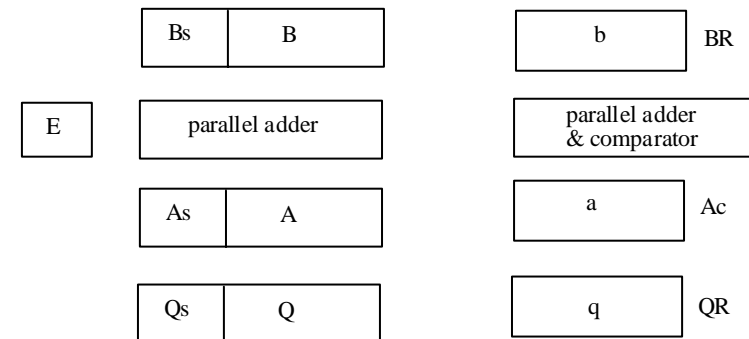 Bs B b BR
E parallel adder parallel adder
& comparator
As A a Ac
Qs Q q QR